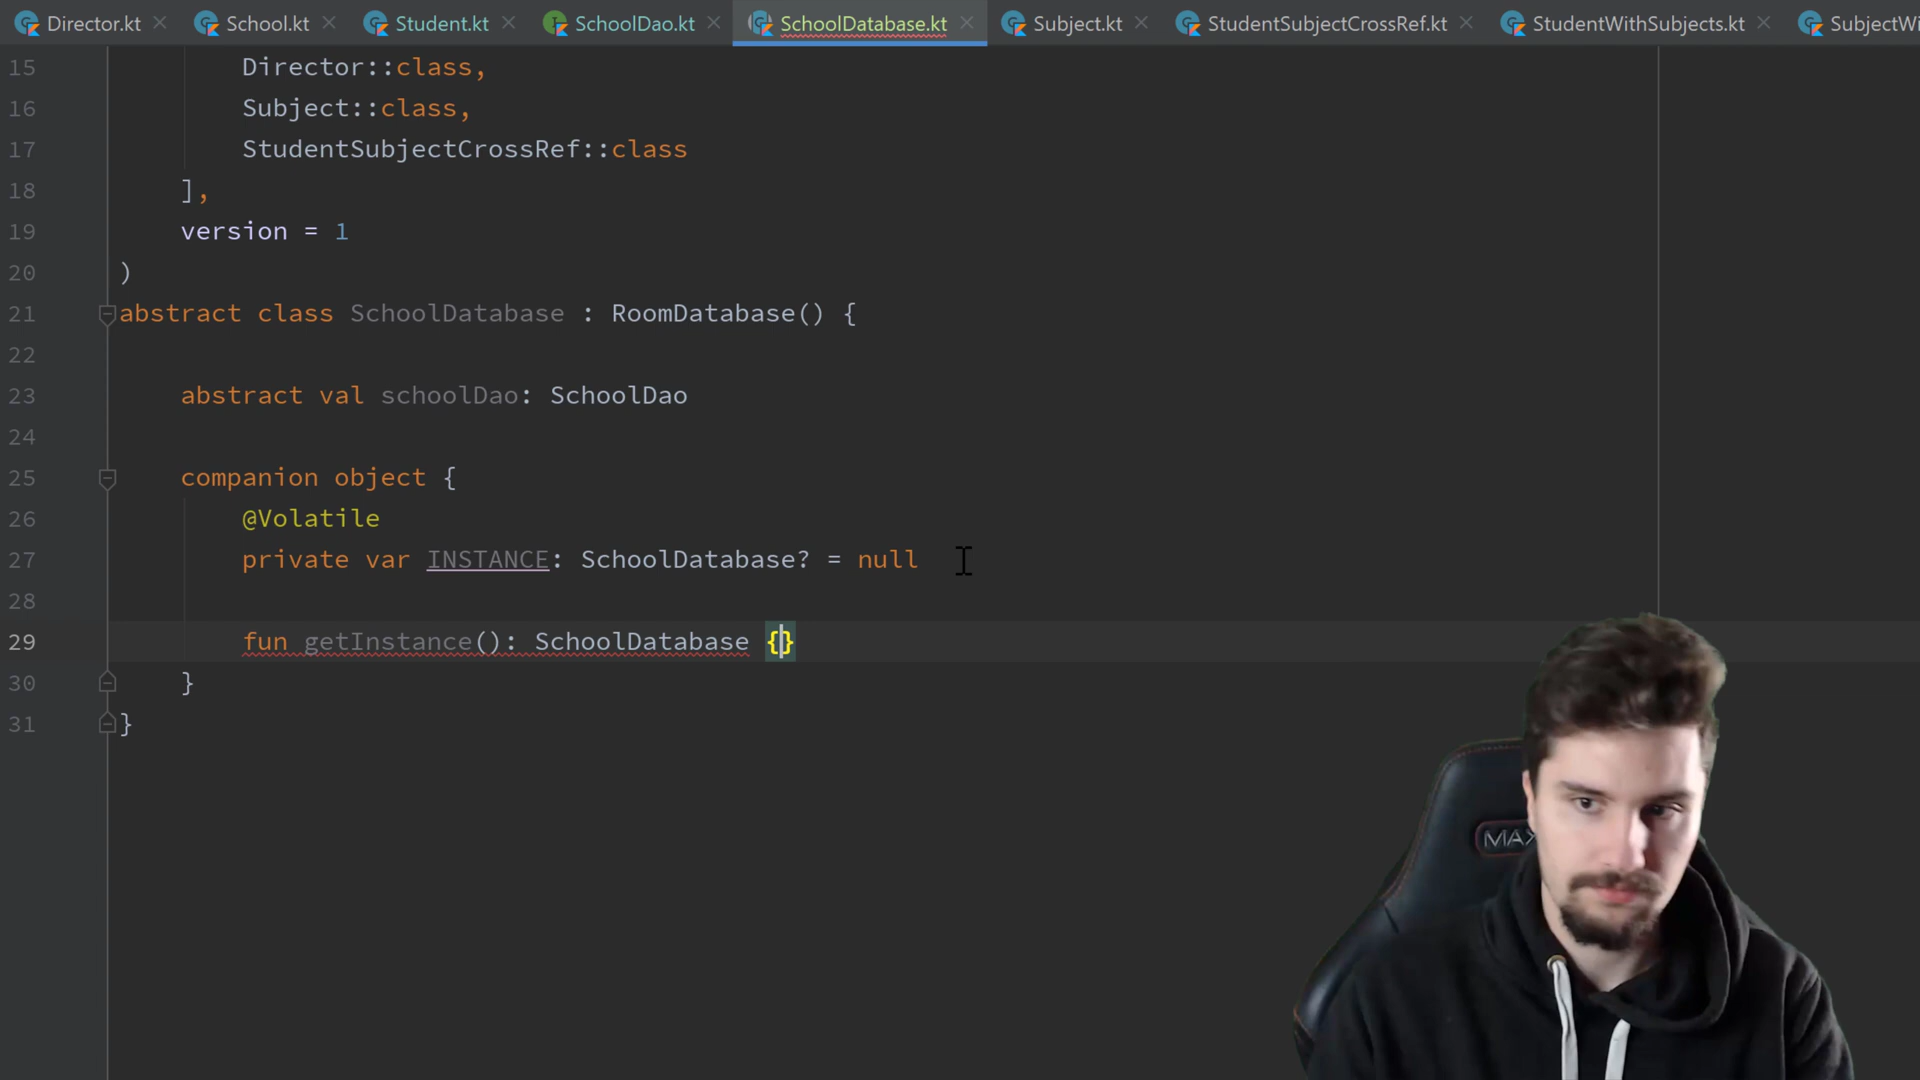 Director.kt School.kt Student.kt SchoolDao.kt SchoolDatabase.kt Subject.kt StudentSubjectCrossRef.kt StudentWithSubjects.kt SubjectWi
15 Director::class,
16 Subject::class,
17 StudentSubjectCrossRef::class
18 ],
19 version = 1
20 )
21 abstract class SchoolDatabase : RoomDatabase() {
22
23 abstract val schoolDao: SchoolDao
24
25 companion object {
26 @Volatile
27 private var INSTANCE: SchoolDatabase? = null
28
29 fun getInstance(): SchoolDatabase {}
30 }
31 }
MAX